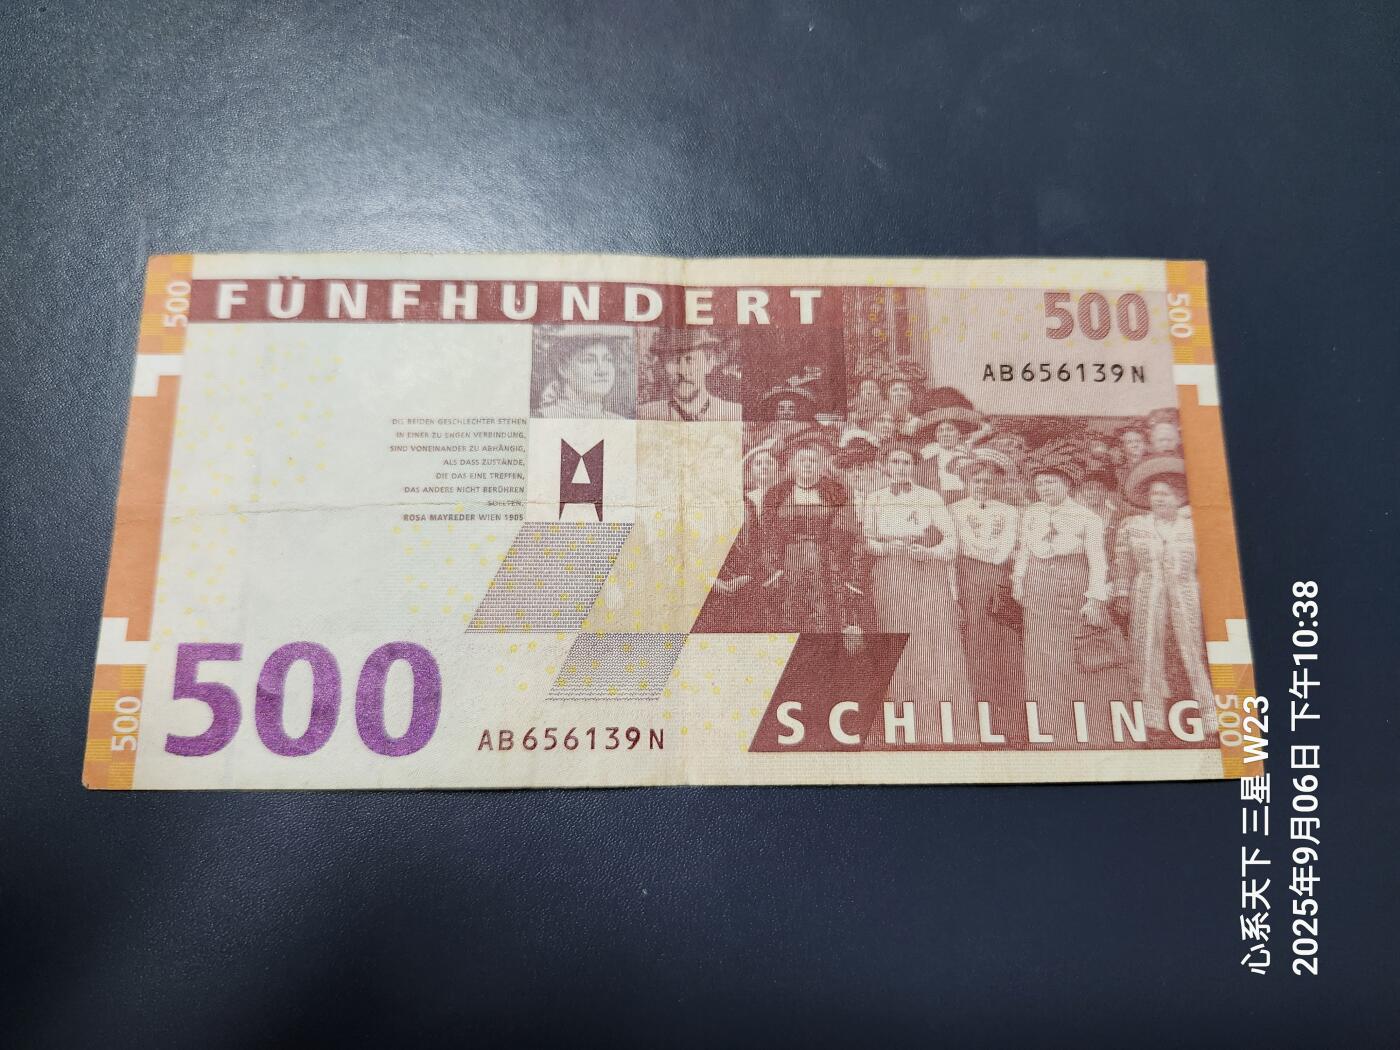 500
FÜNFHUNDERT
500
500
AB656139N
DIE BEIDEN GESCHLECHTER STEHEN
IN EINER ZU ENGEN VERBINDUNG,
SIND VONEINANDER ZU ABHÄNGIG,
ALS DASS ZUSTÄNDE,
DIE DAS EINE TREFFEN,
DAS ANDERE NICHT BERÜHREN
SOLLTEN.
ROSA MAYREDER WIEN 1905
500
500
AB656139N
SCHILLING
500
心系天下 三星 W23
2025年9月06日 下午10:38